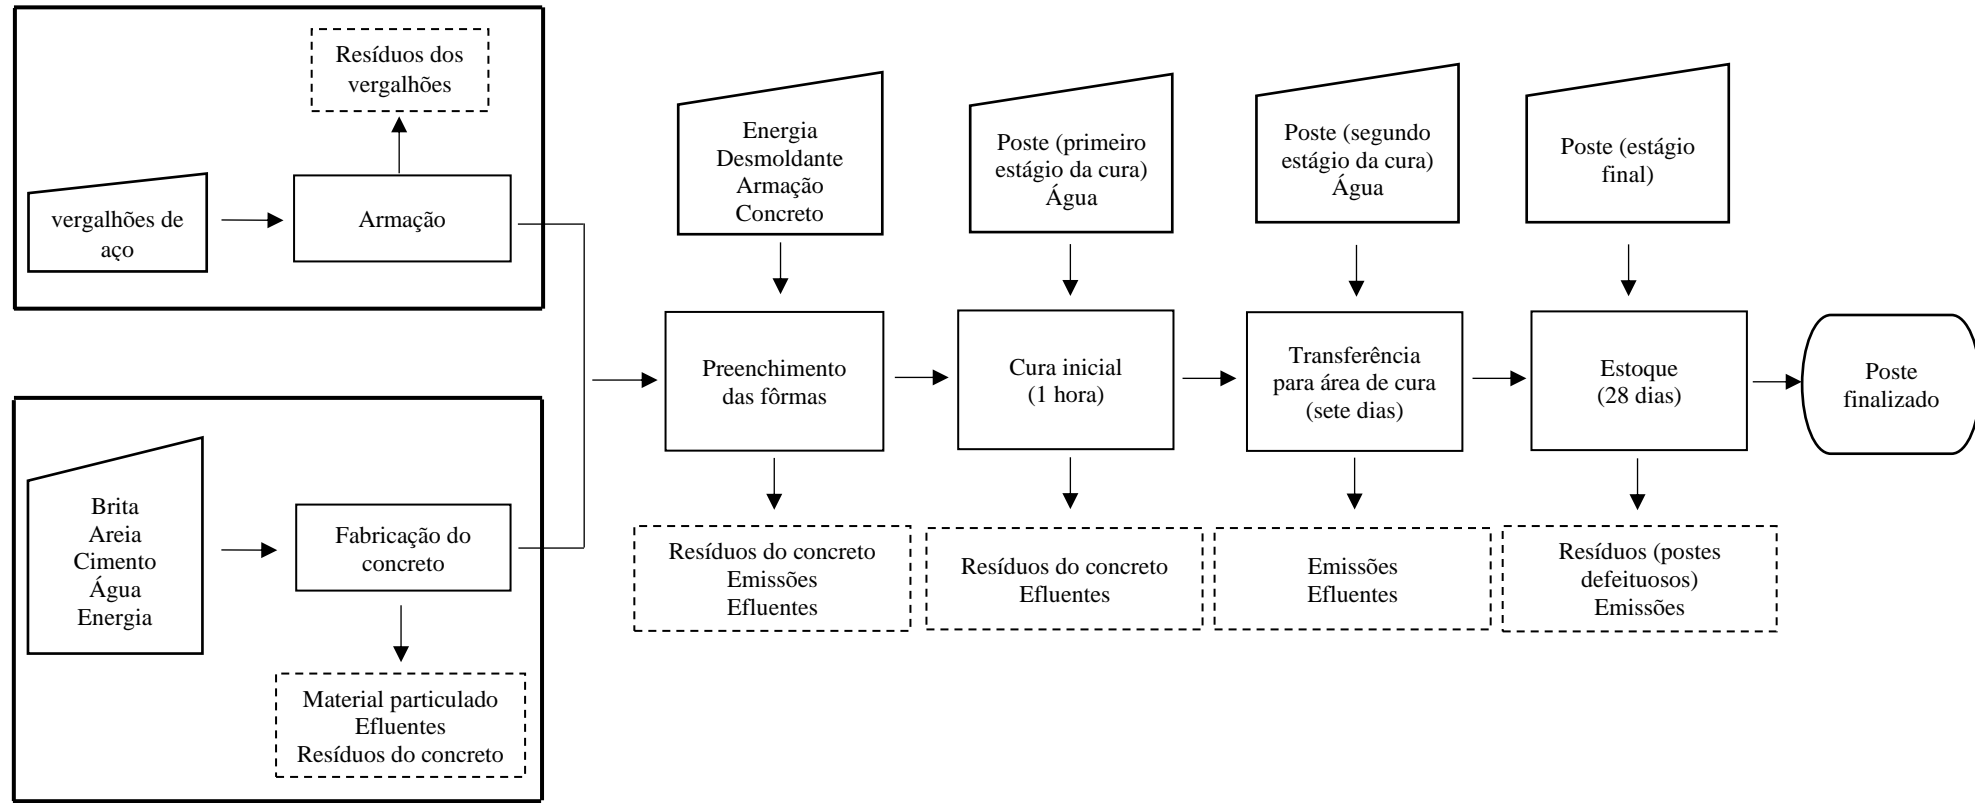 Resíduos dos
vergalhões
vergalhões de
aço
Armação
Brita
Areia
Cimento
Água
Energia
Fabricação do
concreto
Material particulado
Efluentes
Resíduos do concreto
Energia
Desmoldante
Armação
Concreto
Preenchimento
das fôrmas
Resíduos do concreto
Emissões
Efluentes
Poste (primeiro
estágio da cura)
Água
Cura inicial
(1 hora)
Resíduos do concreto
Efluentes
Poste (segundo
estágio da cura)
Água
Transferência
para área de cura
(sete dias)
Emissões
Efluentes
Poste (estágio
final)
Estoque
(28 dias)
Resíduos (postes
defeituosos)
Emissões
Poste
finalizado